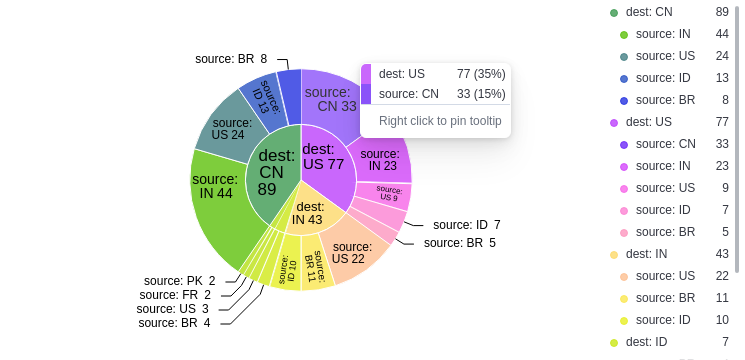 source: BR 8
source: ID 13
source: CN 33
source: US 24
source: IN 23
source: US 9
source: IN 44
dest: CN 89
dest: US 77
dest: IN 43
source: ID 7
source: BR 5
source: US 22
source: BR 11
source: ID 10
source: PK 2
source: FR 2
source: US 3
source: BR 4
dest: US 77 (35%)
source: CN 33 (15%)
Right click to pin tooltip
dest: CN 89
source: IN 44
source: US 24
source: ID 13
source: BR 8
dest: US 77
source: CN 33
source: IN 23
source: US 9
source: ID 7
source: BR 5
dest: IN 43
source: US 22
source: BR 11
source: ID 10
dest: ID 7